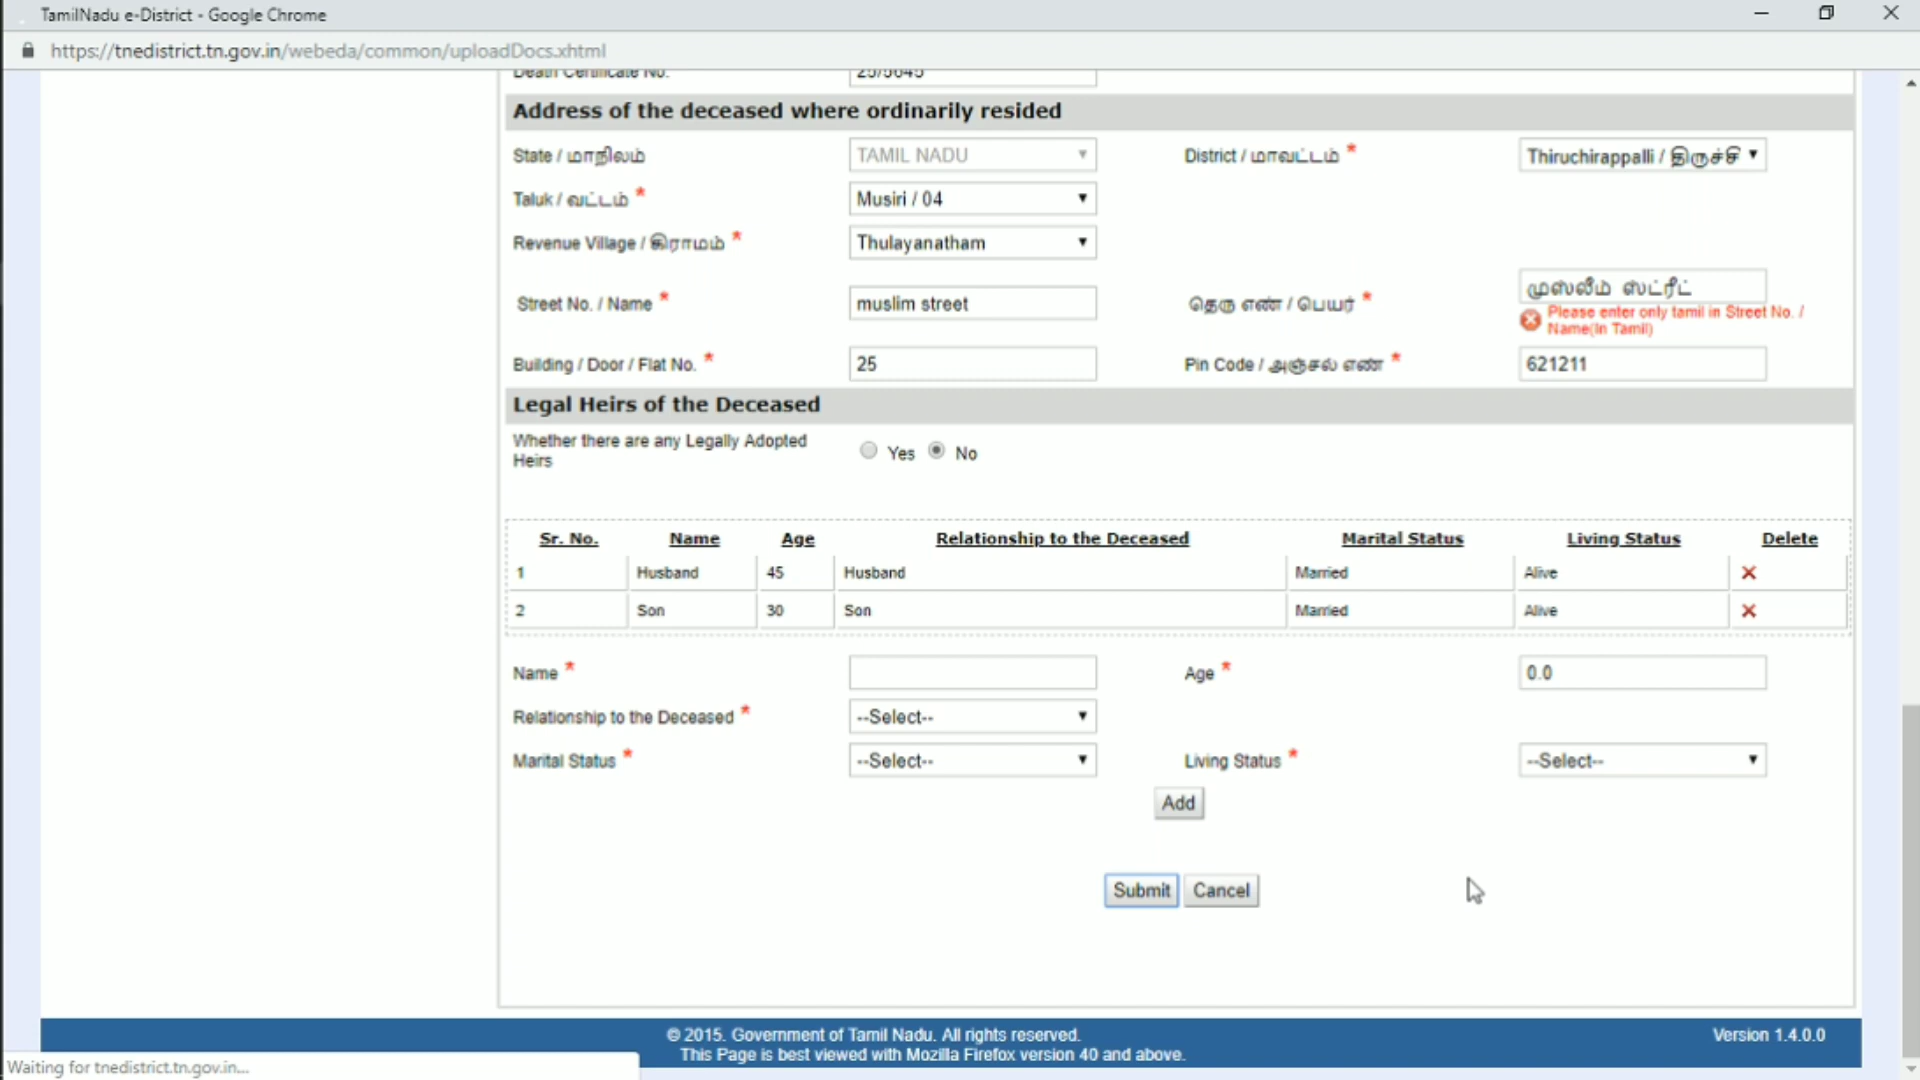 TamilNadu e-District - Google Chrome
https://tnedistrict.tn.gov.in/webeda/common/uploadDocs.xhtml
Death Certificate No. 25/5645
Address of the deceased where ordinarily resided
State / மாநிலம் TAMIL NADU District / மாவட்டம் * Thiruchirappalli / திருச்சி
Taluk / வட்டம் * Musiri / 04
Revenue Village / கிராமம் * Thulayanatham
Street No. / Name * muslim street தெரு எண் / பெயர் * முஸ்லீம் ஸ்ட்ரீட்
Please enter only tamil in Street No. /
Name(In Tamil)
Building / Door / Flat No. * 25 Pin Code / அஞ்சல் எண் * 621211
Legal Heirs of the Deceased
Whether there are any Legally Adopted
Heirs Yes No
Sr. No. Name Age Relationship to the Deceased Marital Status Living Status Delete
1 Husband 45 Husband Married Alive
2 Son 30 Son Married Alive
Name * Age * 0.0
Relationship to the Deceased * --Select--
Marital Status * --Select-- Living Status * --Select--
Add
Submit Cancel
© 2015. Government of Tamil Nadu. All rights reserved. Version 1.4.0.0
This Page is best viewed with Mozilla Firefox version 40 and above.
Waiting for tnedistrict.tn.gov.in...